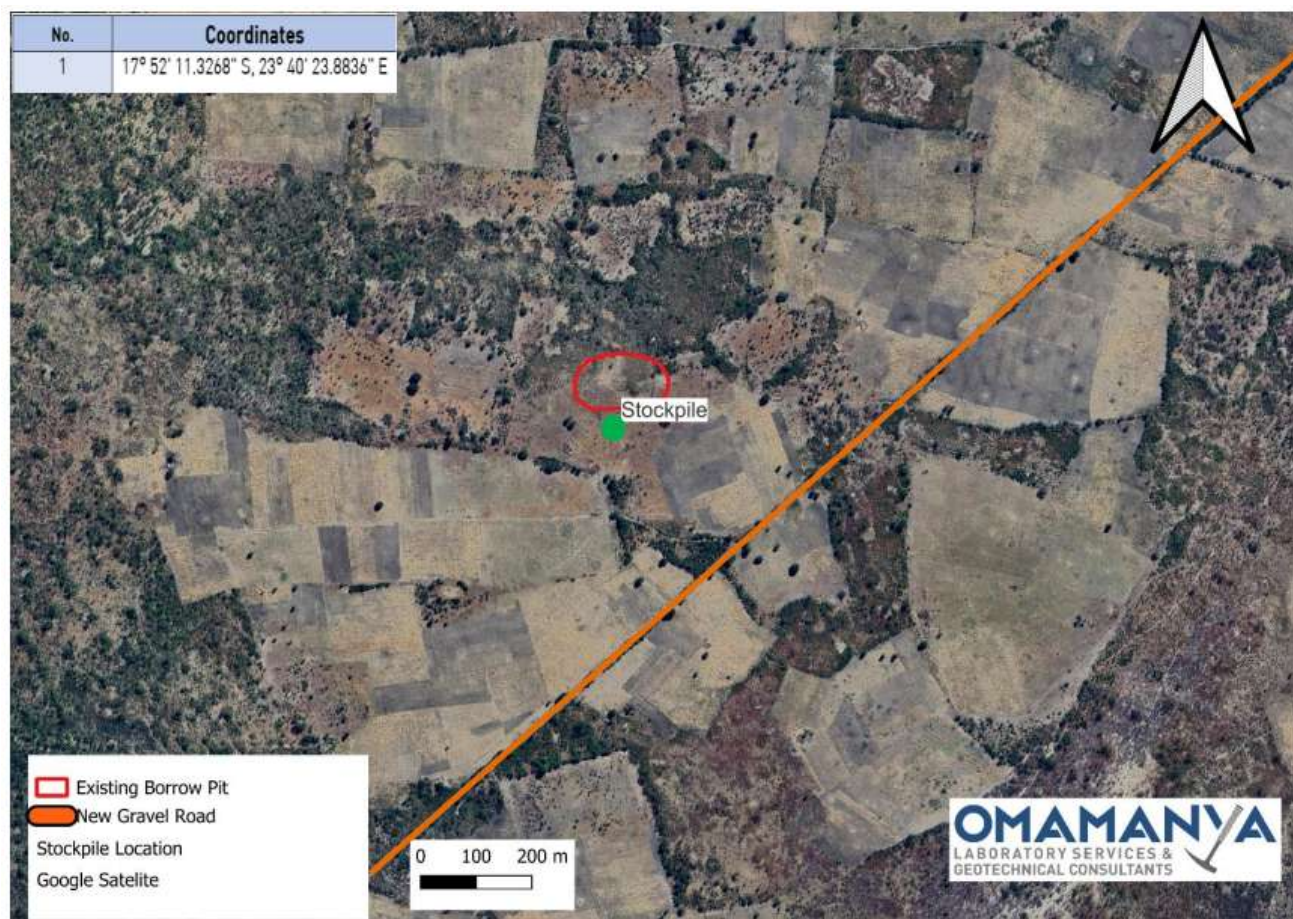 No. Coordinates
1 17° 52' 11.3268" S, 23° 40' 23.8836" E
Stockpile
Existing Borrow Pit
New Gravel Road
Stockpile Location
Google Satelite
0 100 200 m
OMAMANYA
LABORATORY SERVICES &
GEOTECHNICAL CONSULTANTS